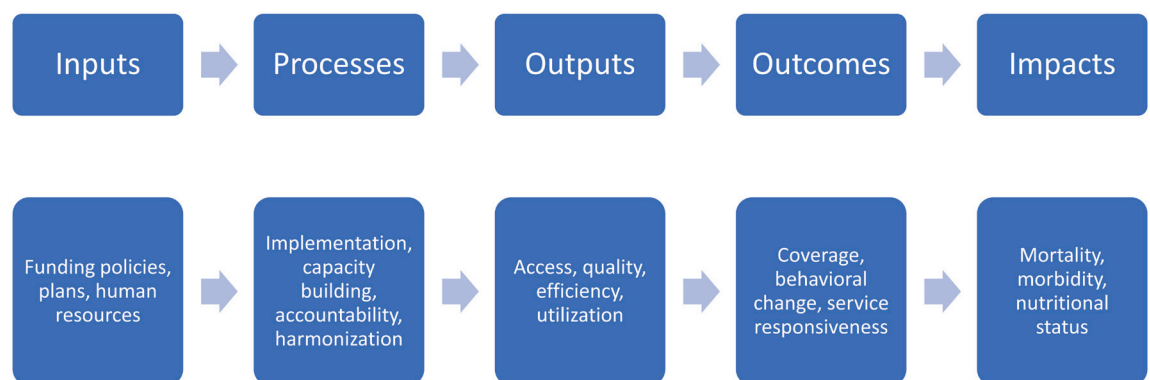 Inputs
Processes
Outputs
Outcomes
Impacts
Funding policies,
plans, human
resources
Implementation,
capacity
building,
accountability,
harmonization
Access, quality,
efficiency,
utilization
Coverage,
behavioral
change, service
responsiveness
Mortality,
morbidity,
nutritional
status